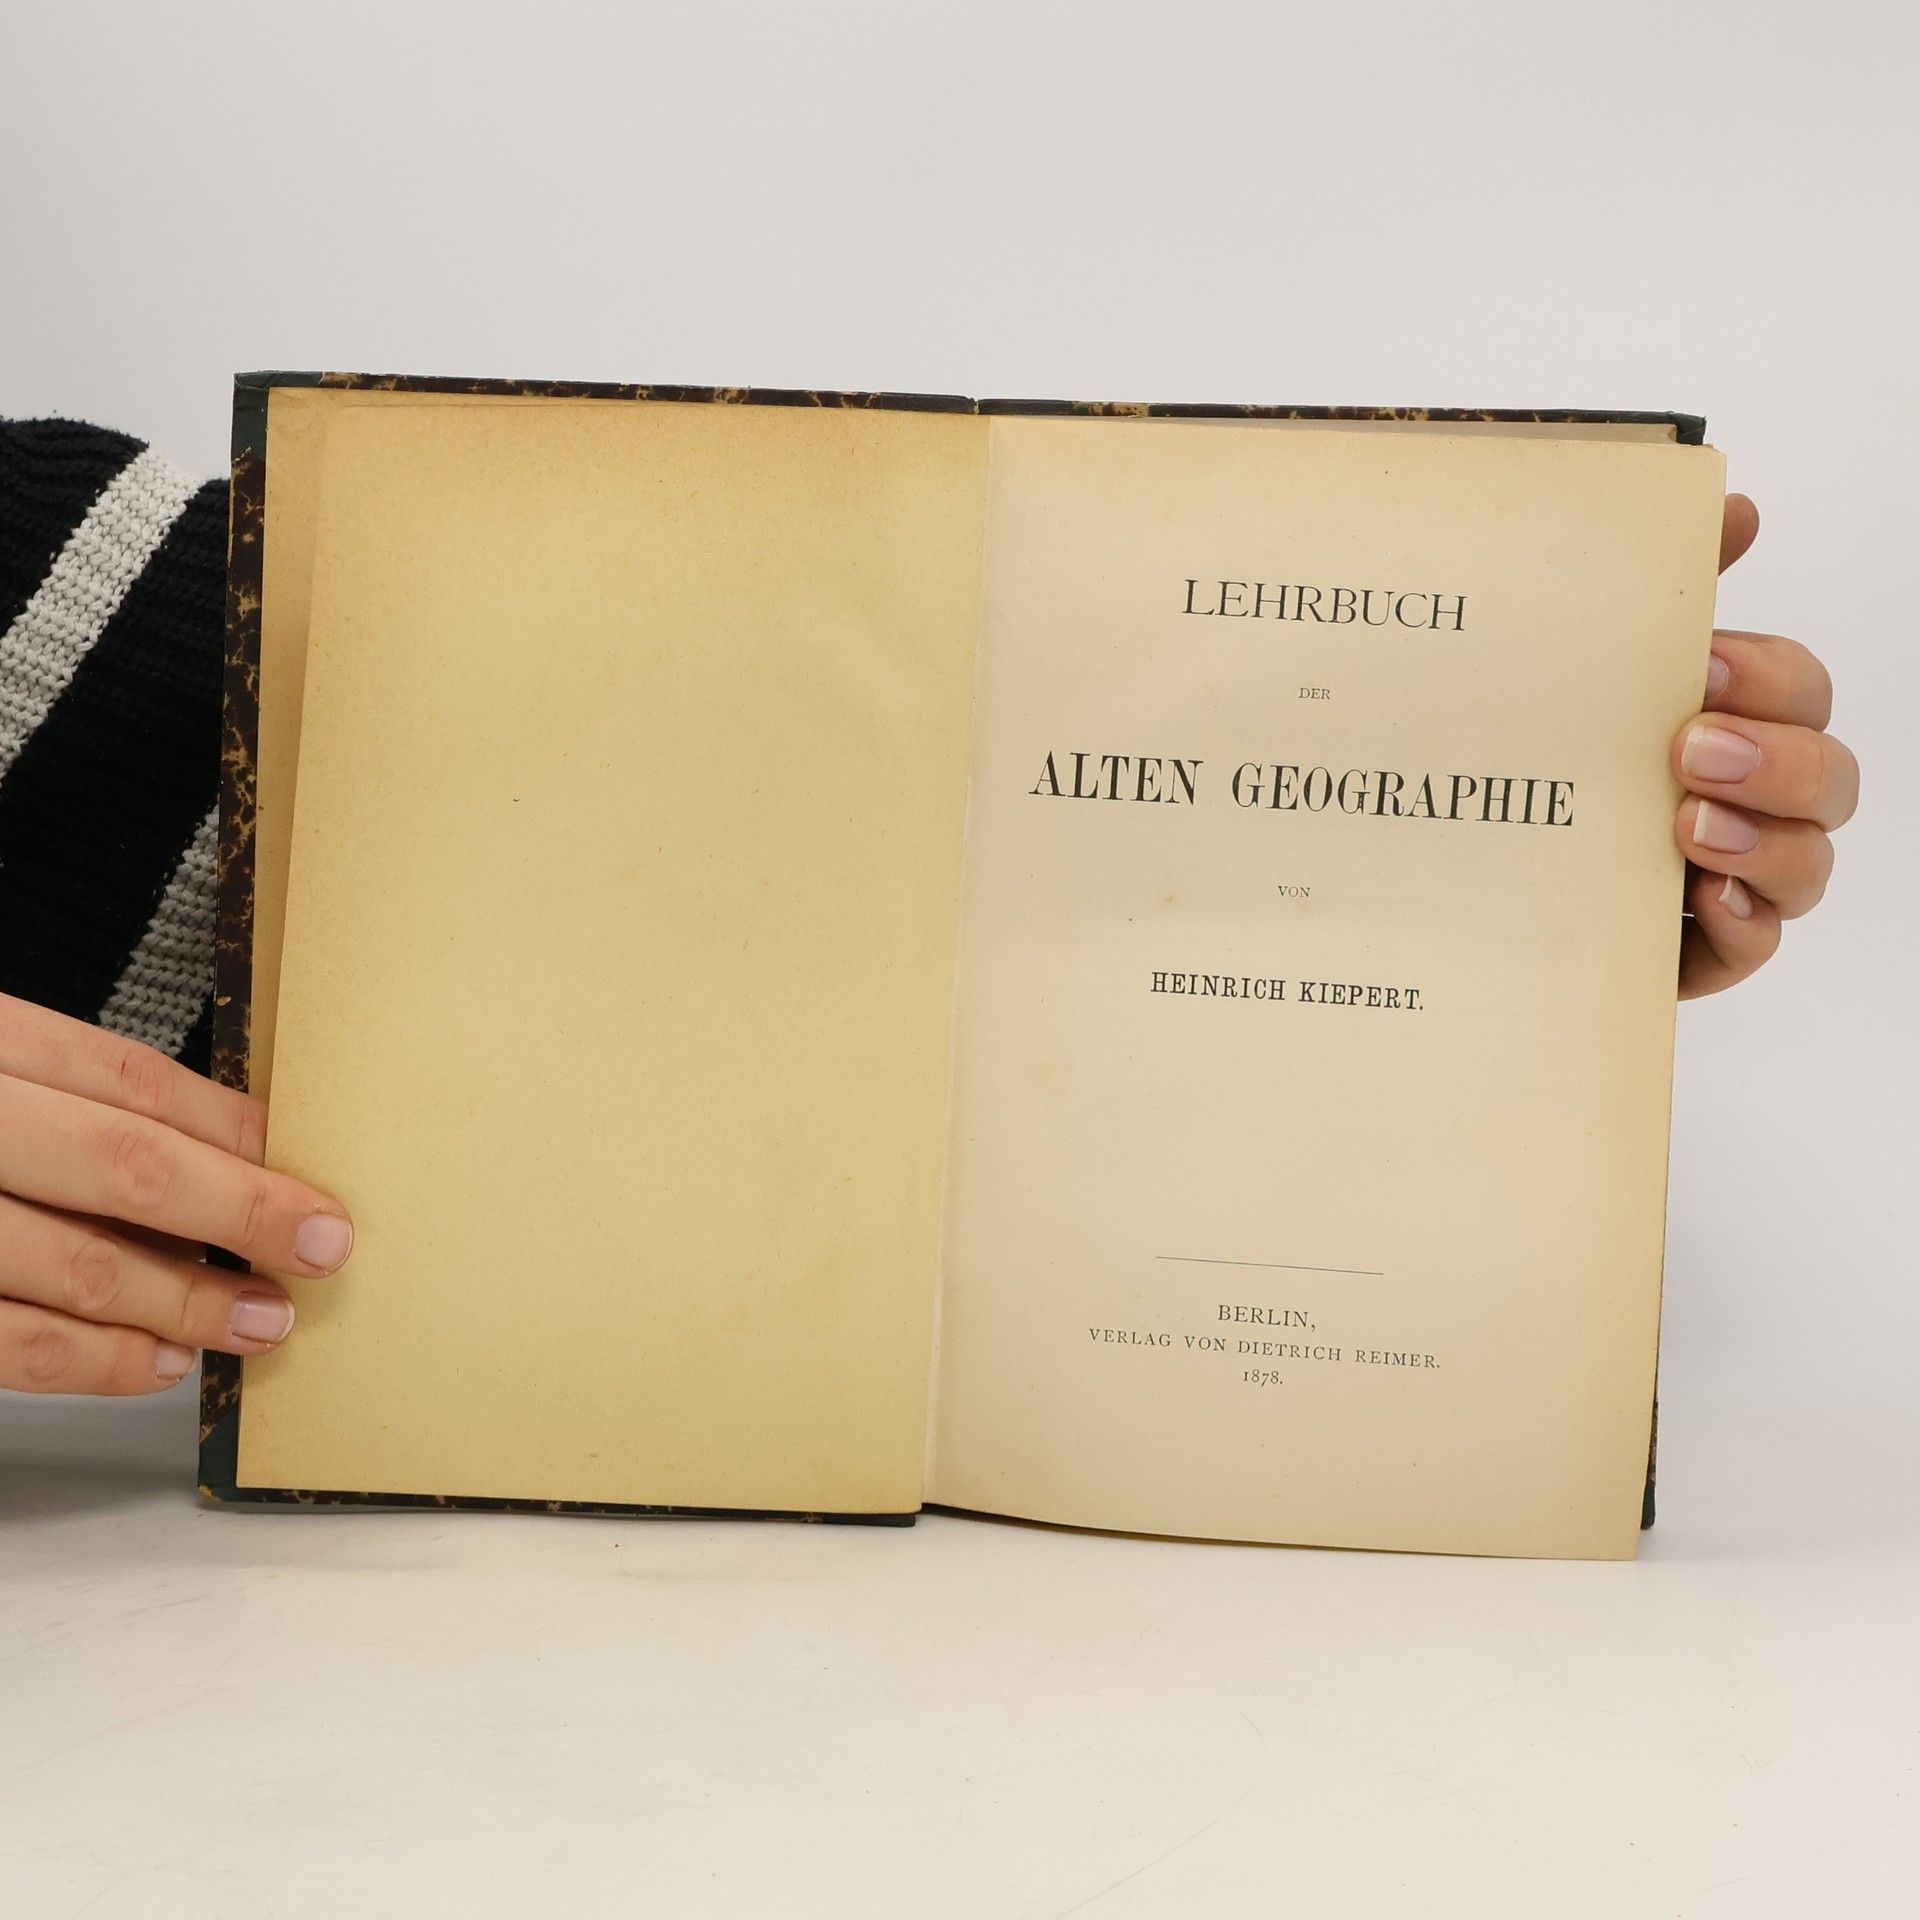 LEHRBUCH
DER
ALTEN GEOGRAPHIE
VON
HEINRICH KIEPERT.
BERLIN,
VERLAG VON DIETRICH REIMER.
1878.